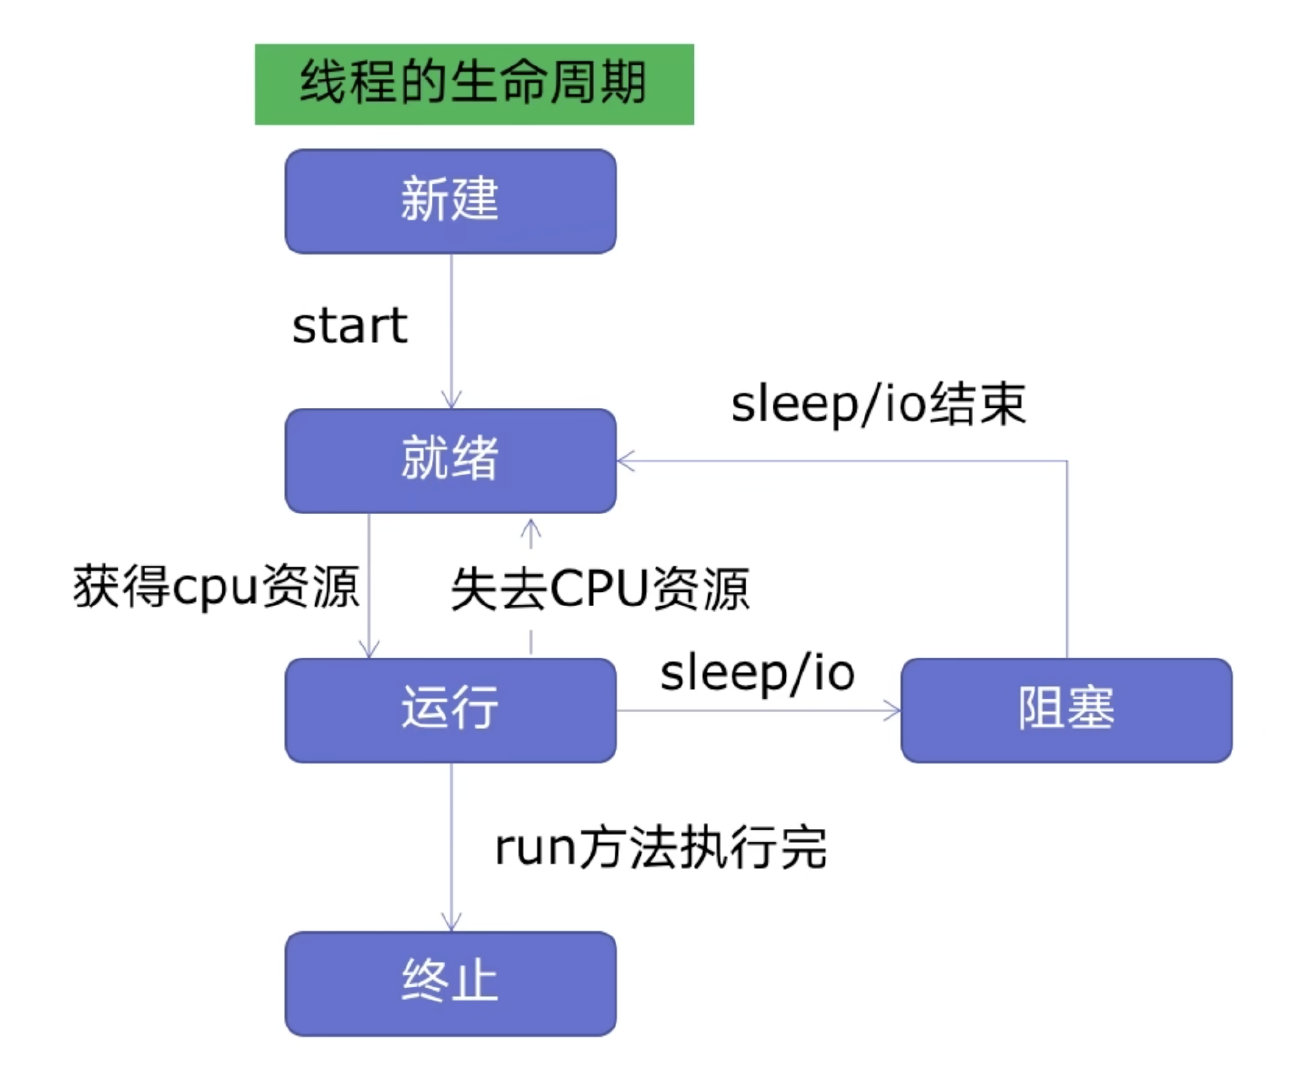 线程的生命周期
新建
start
sleep/io结束
就绪
获得cpu资源
失去CPU资源
sleep/io
运行
阻塞
run方法执行完
终止